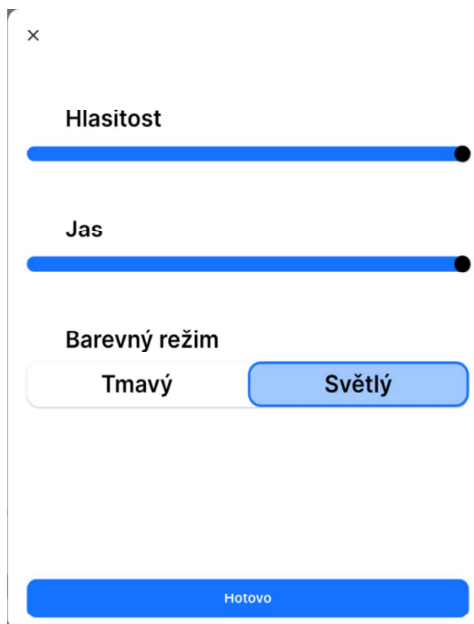 Hlasitost
Jas
Barevný režim
Tmavý Světlý
Hotovo